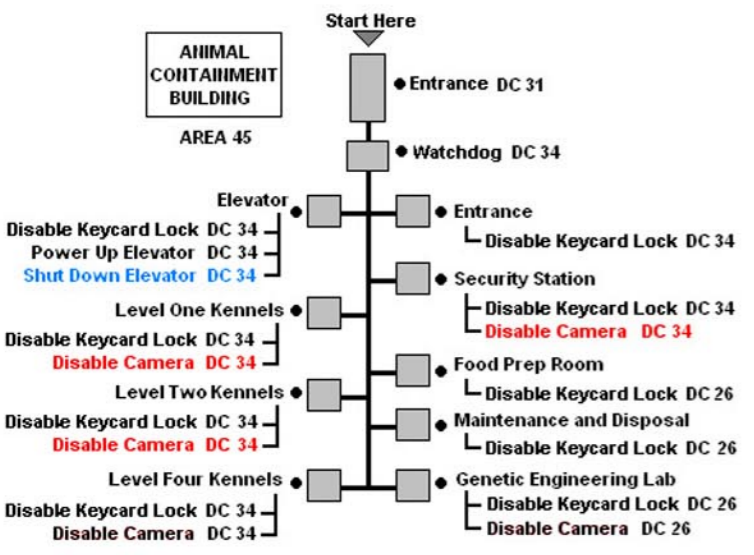 Start Here
ANIMAL
CONTAINMENT
BUILDING
AREA 45
Entrance DC 31
Watchdog DC 34
Elevator
Disable Keycard Lock DC 34
Power Up Elevator DC 34
Shut Down Elevator DC 34
Entrance
Disable Keycard Lock DC 34
Security Station
Disable Keycard Lock DC 34
Disable Camera DC 34
Level One Kennels
Disable Keycard Lock DC 34
Disable Camera DC 34
Food Prep Room
Disable Keycard Lock DC 26
Level Two Kennels
Disable Keycard Lock DC 34
Disable Camera DC 34
Maintenance and Disposal
Disable Keycard Lock DC 26
Level Four Kennels
Disable Keycard Lock DC 34
Disable Camera DC 34
Genetic Engineering Lab
Disable Keycard Lock DC 26
Disable Camera DC 26